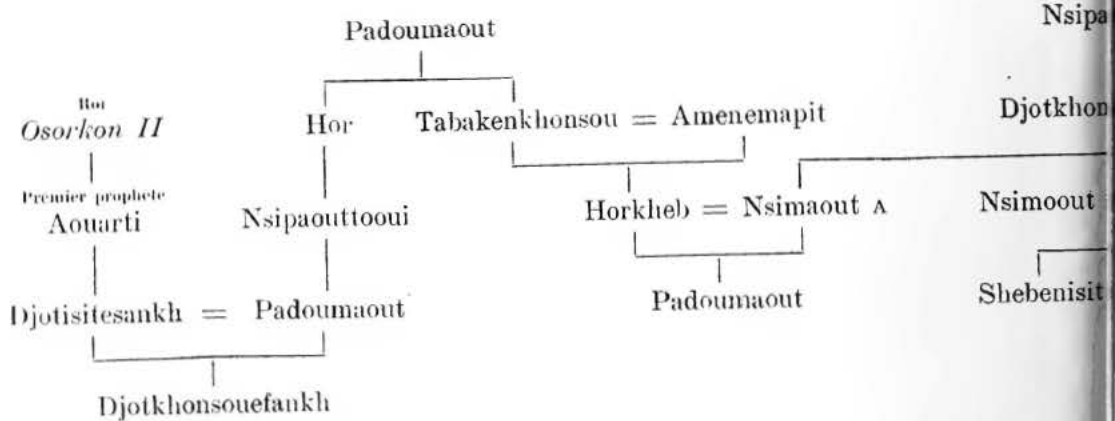 Nsipa
Padoumaout
Roi
Osorkon II Hor Tabakenkhonsou = Amenemapit Djotkhon
Premier prophete
Aouarti Nsipaouttooui Horkheb = Nsimaout A Nsimoout
Djotisitesankh = Padoumaout Padoumaout Shebenisit
Djotkhonsouefankh